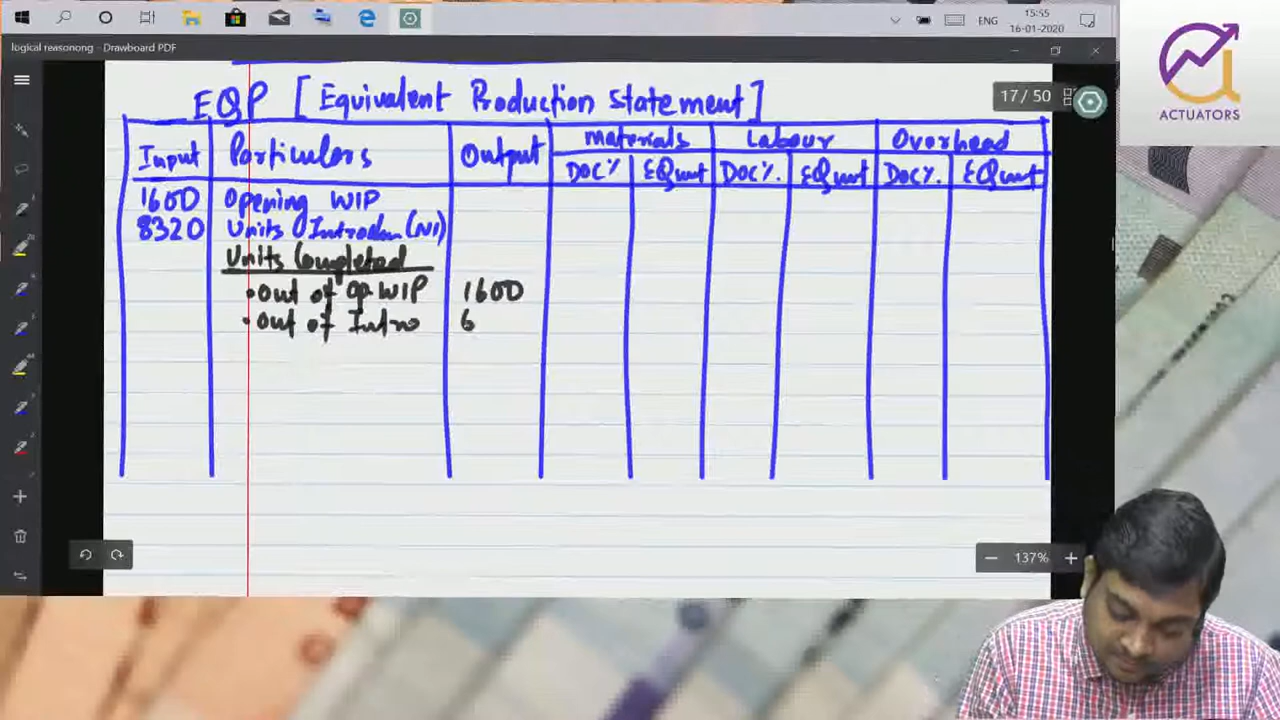 15:55
ENG
16-01-2020
logical reasonong - Drawboard PDF
ACTUATORS
EQP [Equivalent Production Statement]
17 / 50
Input Particulars Output Materials Labour Overhead
DOC% EQunt DOC%. EQunt DOC%. EQunt
1600 Opening WIP
8320 Units (NI)
Units Completed
• Out of op WIP 1600
• Out of Intro 6
137%